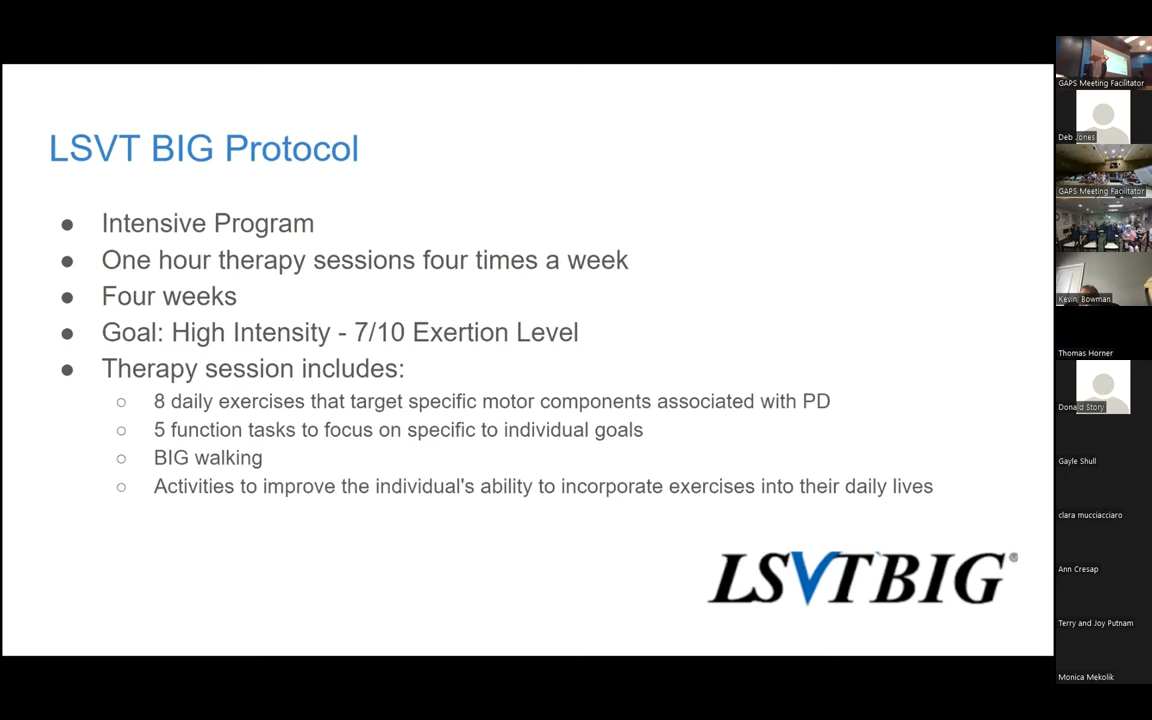 LSVT BIG Protocol
● Intensive Program
● One hour therapy sessions four times a week
● Four weeks
● Goal: High Intensity - 7/10 Exertion Level
● Therapy session includes:
○ 8 daily exercises that target specific motor components associated with PD
○ 5 function tasks to focus on specific to individual goals
○ BIG walking
○ Activities to improve the individual's ability to incorporate exercises into their daily lives
LSVTBIG®
GAPS Meeting Facilitator
Deb Jones
GAPS Meeting Facilitator
Kevin, Bowman
Thomas Horner
Donald Story
Gayle Shull
clara mucciacciaro
Ann Cresap
Terry and Joy Putnam
Monica Mekolik